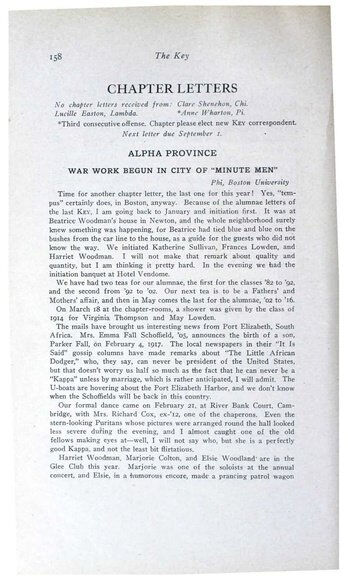 158
The Key
CHAPTER LETTERS
No chapter letters received from: Clare Shenehon, Chi.
Lucille Easton, Lambda. *Anne Wharton, Pi.
*Third consecutive offense. Chapter please elect new KEY correspondent.
Next letter due September 1.
ALPHA PROVINCE
WAR WORK BEGUN IN CITY OF "MINUTE MEN"
Phi, Boston University
Time for another chapter letter, the last one for this year! Yes, "tem-
pus" certainly does, in Boston, anyway. Because of the alumnae letters of
the last KEY, I am going back to January and initiation first. It was at
Beatrice Woodman's house in Newton, and the whole neighborhood surely
knew something was happening, for Beatrice had tied blue and blue on the
bushes from the car line to the house, as a guide for the guests who did not
know the way. We initiated Katherine Sullivan, Frances Lowden, and
Harriet Woodman. I will not make that remark about quality and
quantity, but I am thinking it pretty hard. In the evening we had the
initiation banquet at Hotel Vendome.
We have had two teas for our alumnae, the first for the classes '82 to '92,
and the second from '92 to '02. Our next tea is to be a Fathers' and
Mothers' affair, and then in May comes the last for the alumnae, '02 to '16.
On March 18 at the chapter-rooms, a shower was given by the class of
1914 for Virginia Thompson and May Lowden.
The mails have brought us interesting news from Port Elizabeth, South
Africa. Mrs. Emma Fall Schofield, '05, announces the birth of a son,
Parker Fall, on February 4, 1917. The local newspapers in their "It Is
Said" gossip columns have made remarks about "The Little African
Dodger," who, they say, can never be president of the United States,
but that doesn't worry us half so much as the fact that he can never be a
"Kappa" unless by marriage, which is rather anticipated, I will admit. The
U-boats are hovering about the Port Elizabeth Harbor, and we don't know
when the Schofields will be back in this country.
Our formal dance came on February 21, at River Bank Court, Cam-
bridge, with Mrs. Richard Cox, ex-'12, one of the chaperons. Even the
stern-looking Puritans whose pictures were arranged round the hall looked
less severe during the evening, and I almost caught one of the old
fellows making eyes at—well, I will not say who, but she is a perfectly
good Kappa, and not the least bit flirtatious.
Harriet Woodman, Marjorie Colton, and Elsie Woodland are in the
Glee Club this year. Marjorie was one of the soloists at the annual
concert, and Elsie, in a humorous encore, made a prancing patrol wagon